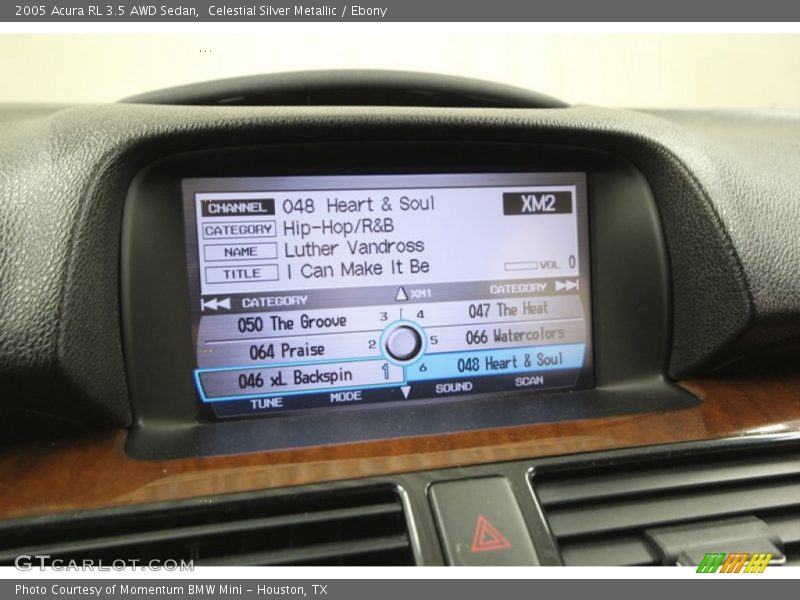 2005 Acura RL 3.5 AWD Sedan,  Celestial Silver Metallic / Ebony
CHANNEL 048 Heart & Soul XM2
CATEGORY Hip-Hop/R&B
NAME Luther Vandross
TITLE I Can Make It Be VOL 0
CATEGORY XM1 CATEGORY
050 The Groove 3 4 047 The Heat
064 Praise 2 5 066 Watercolors
046 xL Backspin 1 6 048 Heart & Soul
TUNE MODE SOUND SCAN
GTCARLOT.COM
Photo Courtesy of Momentum BMW Mini - Houston, TX